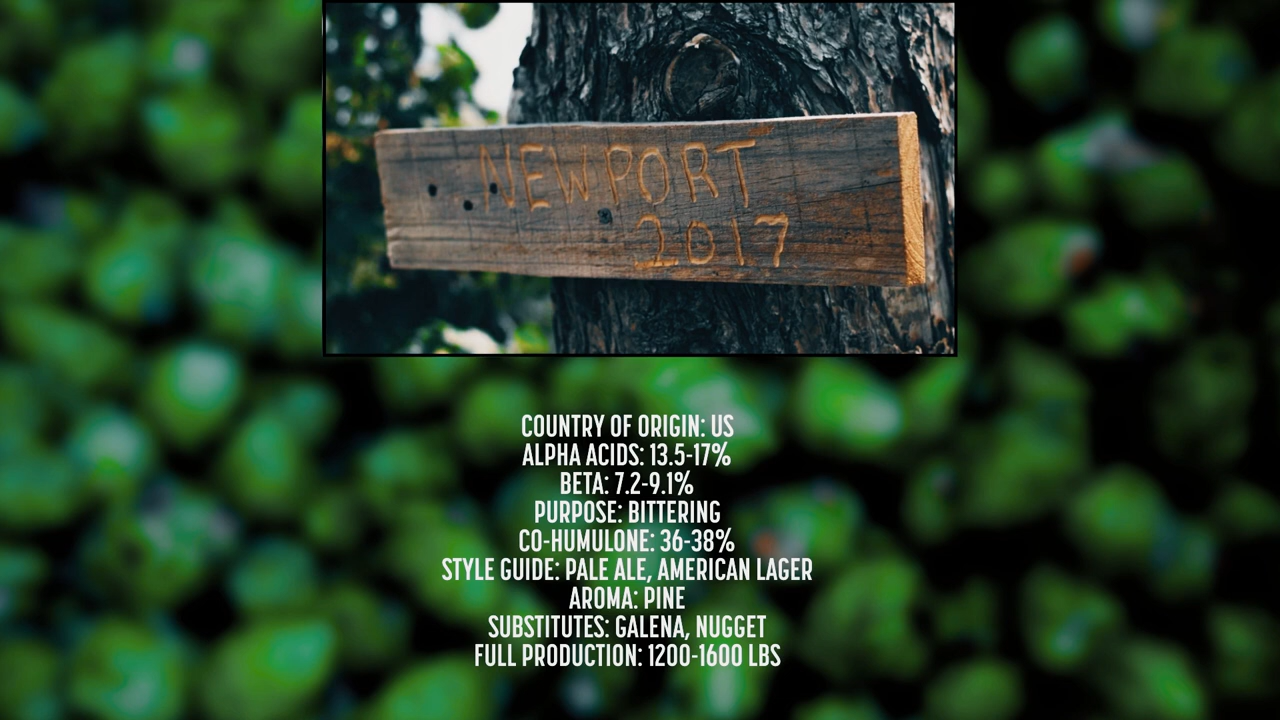 NEWPORT
2017
COUNTRY OF ORIGIN: US
ALPHA ACIDS: 13.5-17%
BETA: 7.2-9.1%
PURPOSE: BITTERING
CO-HUMULONE: 36-38%
STYLE GUIDE: PALE ALE, AMERICAN LAGER
AROMA: PINE
SUBSTITUTES: GALENA, NUGGET
FULL PRODUCTION: 1200-1600 LBS